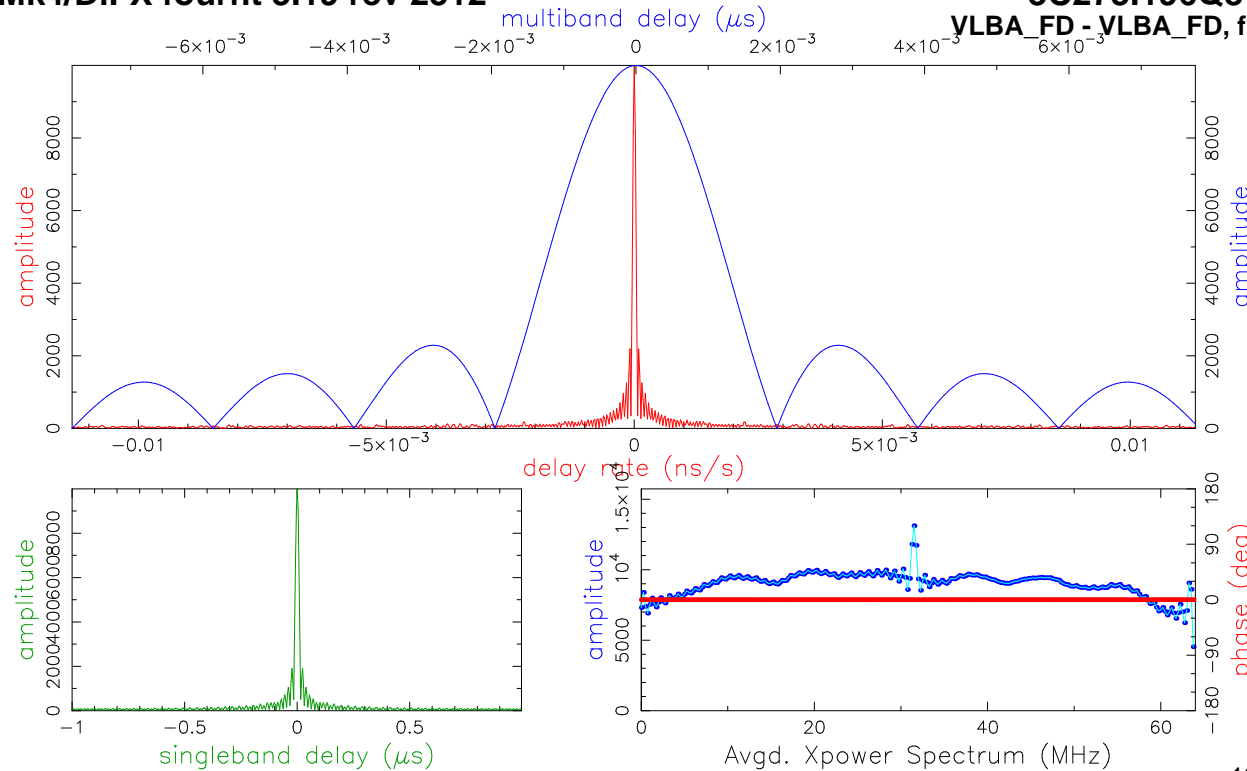 multiband delay (μs)
VLBA_FD - VLBA_FD, f
−6×10⁻³ −4×10⁻³ −2×10⁻³ 0 2×10⁻³ 4×10⁻³ 6×10⁻³
amplitude
0 2000 4000 6000 8000
0 2000 4000 6000 8000
amplitude
−0.01 −5×10⁻³ 0 5×10⁻³ 0.01
delay rate (ns/s)
amplitude
0 2000 4000 6000 8000
−1 −0.5 0 0.5
singleband delay (μs)
amplitude
0 5000 10⁴ 1.5×10⁴
0 20 40 60
Avgd. Xpower Spectrum (MHz)
−180 −90 0 90 180
phase (deg)